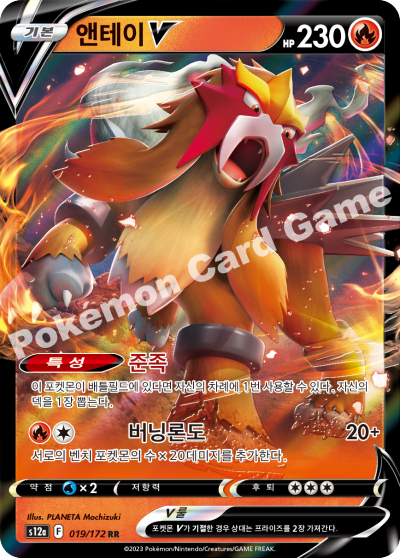 기본 앤테이 V HP 230
특성 준족
이 포켓몬이 배틀필드에 있다면 자신의 차례에 1번 사용할 수 있다. 자신의
덱을 1장 뽑는다.
버닝론도 20+
서로의 벤치 포켓몬의 수×20데미지를 추가한다.
약점 ×2 저항력 후퇴
Illus. PLANETA Mochizuki
V룰
s12a F 019/172 RR
포켓몬 V가 기절한 경우 상대는 프라이즈를 2장 가져간다.
©2023 Pokémon/Nintendo/Creatures/GAME FREAK.
Pokémon Card Game